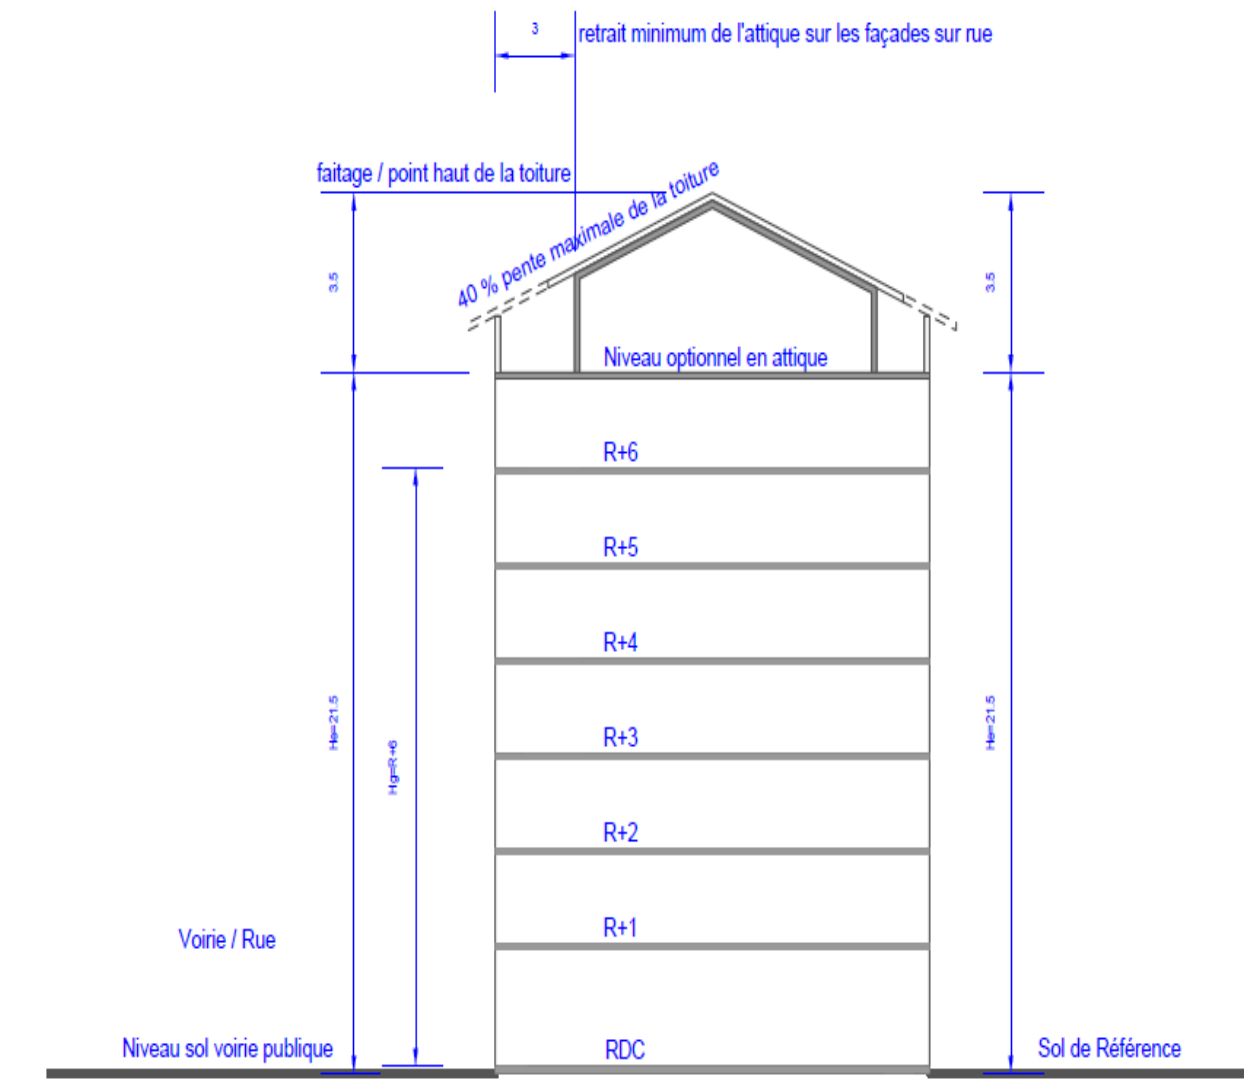 3
retrait minimum de l'attique sur les façades sur rue
faitage / point haut de la toiture
40 % pente maximale de la toiture
3.5
3.5
Niveau optionnel en attique
R+6
R+5
R+4
R+3
He=21.5
Hg=R+6
He=21.5
R+2
R+1
Voirie / Rue
Niveau sol voirie publique
RDC
Sol de Référence